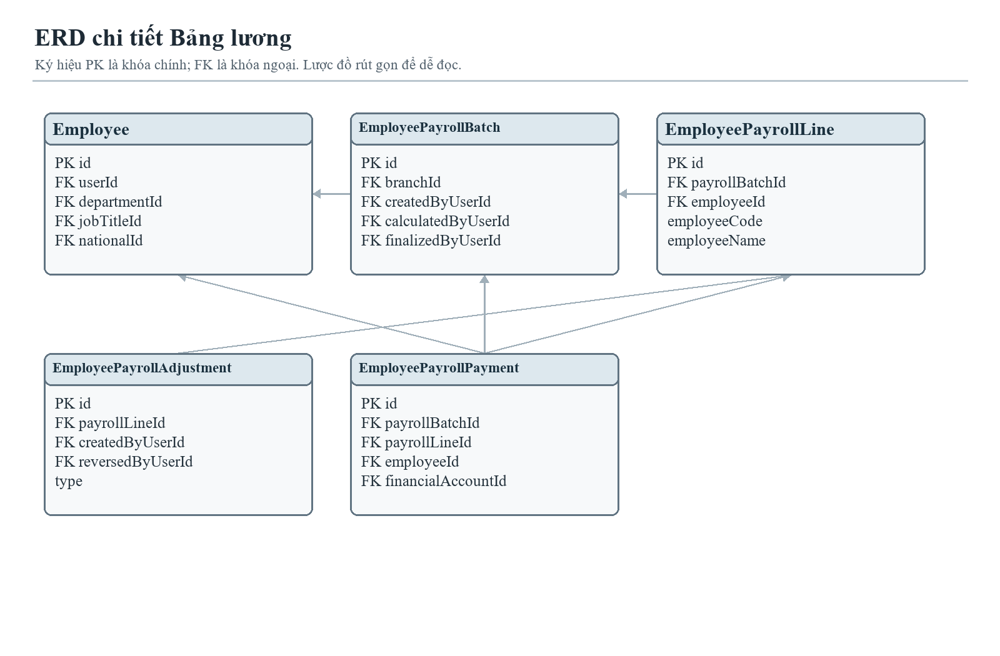 ERD chi tiết Bảng lương
Ký hiệu PK là khóa chính; FK là khóa ngoại. Lược đồ rút gọn để dễ đọc.
Employee
PK id
FK userId
FK departmentId
FK jobTitleId
FK nationalId
EmployeePayrollBatch
PK id
FK branchId
FK createdByUserId
FK calculatedByUserId
FK finalizedByUserId
EmployeePayrollLine
PK id
FK payrollBatchId
FK employeeId
employeeCode
employeeName
EmployeePayrollAdjustment
PK id
FK payrollLineId
FK createdByUserId
FK reversedByUserId
type
EmployeePayrollPayment
PK id
FK payrollBatchId
FK payrollLineId
FK employeeId
FK financialAccountId